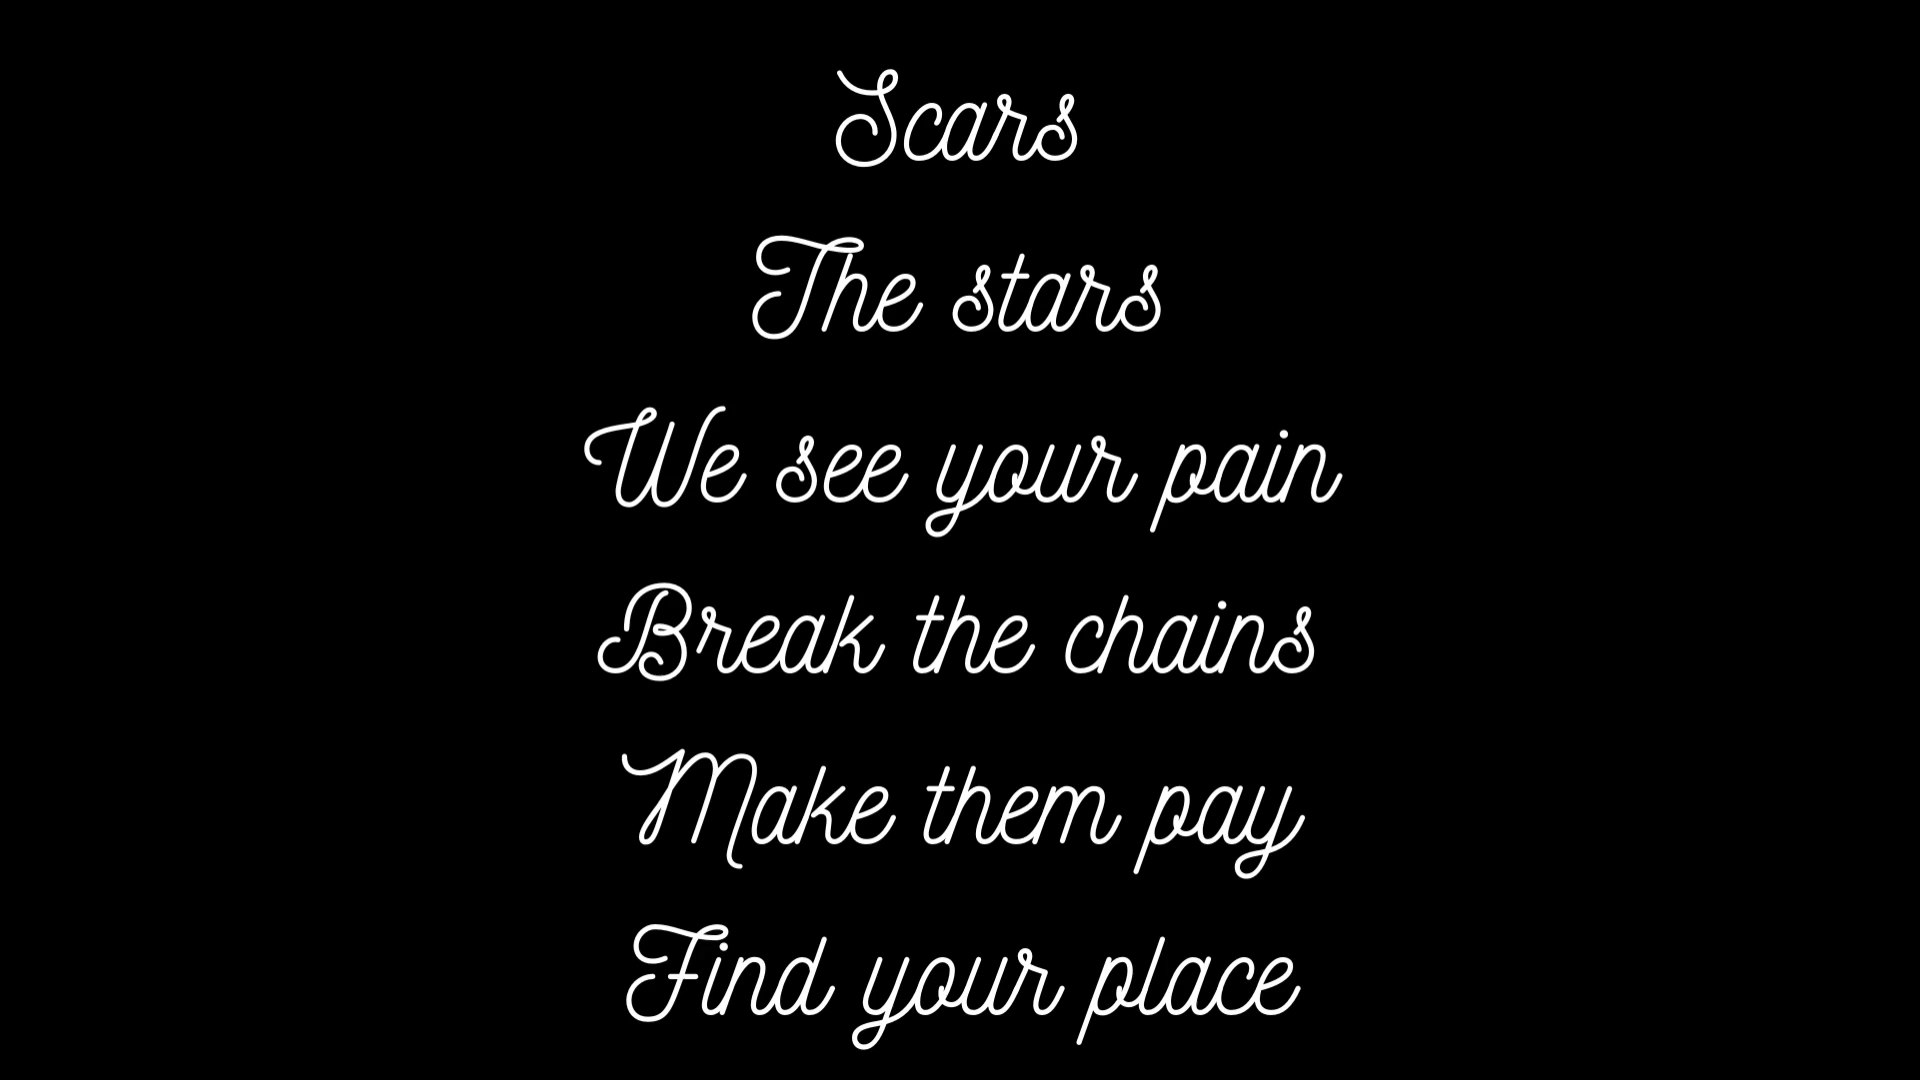 Scars
The stars
We see your pain
Break the chains
Make them pay
Find your place